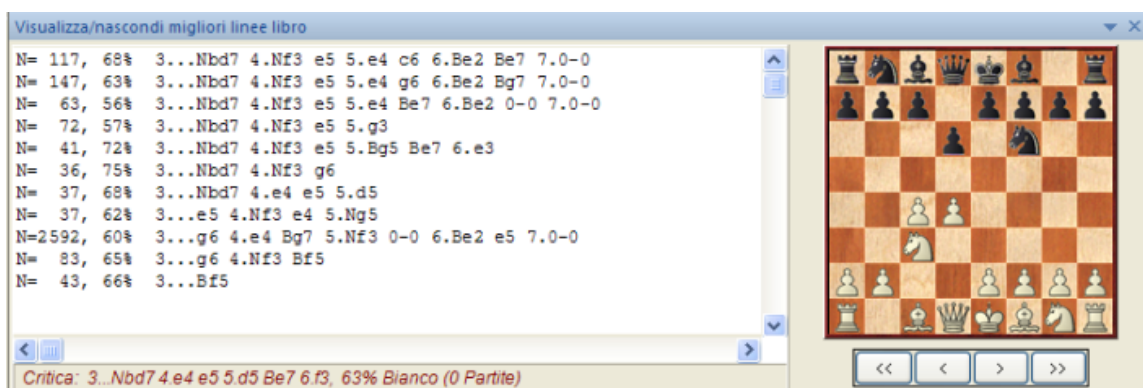 Visualizza/nascondi migliori linee libro
N= 117, 68% 3...Nbd7 4.Nf3 e5 5.e4 c6 6.Be2 Be7 7.0-0
N= 147, 63% 3...Nbd7 4.Nf3 e5 5.e4 g6 6.Be2 Bg7 7.0-0
N= 63, 56% 3...Nbd7 4.Nf3 e5 5.e4 Be7 6.Be2 0-0 7.0-0
N= 72, 57% 3...Nbd7 4.Nf3 e5 5.g3
N= 41, 72% 3...Nbd7 4.Nf3 e5 5.Bg5 Be7 6.e3
N= 36, 75% 3...Nbd7 4.Nf3 g6
N= 37, 68% 3...Nbd7 4.e4 e5 5.d5
N= 37, 62% 3...e5 4.Nf3 e4 5.Ng5
N=2592, 60% 3...g6 4.e4 Bg7 5.Nf3 0-0 6.Be2 e5 7.0-0
N= 83, 65% 3...g6 4.Nf3 Bf5
N= 43, 66% 3...Bf5
Critica: 3...Nbd7 4.e4 e5 5.d5 Be7 6.f3, 63% Bianco (0 Partite)
<< < > >>